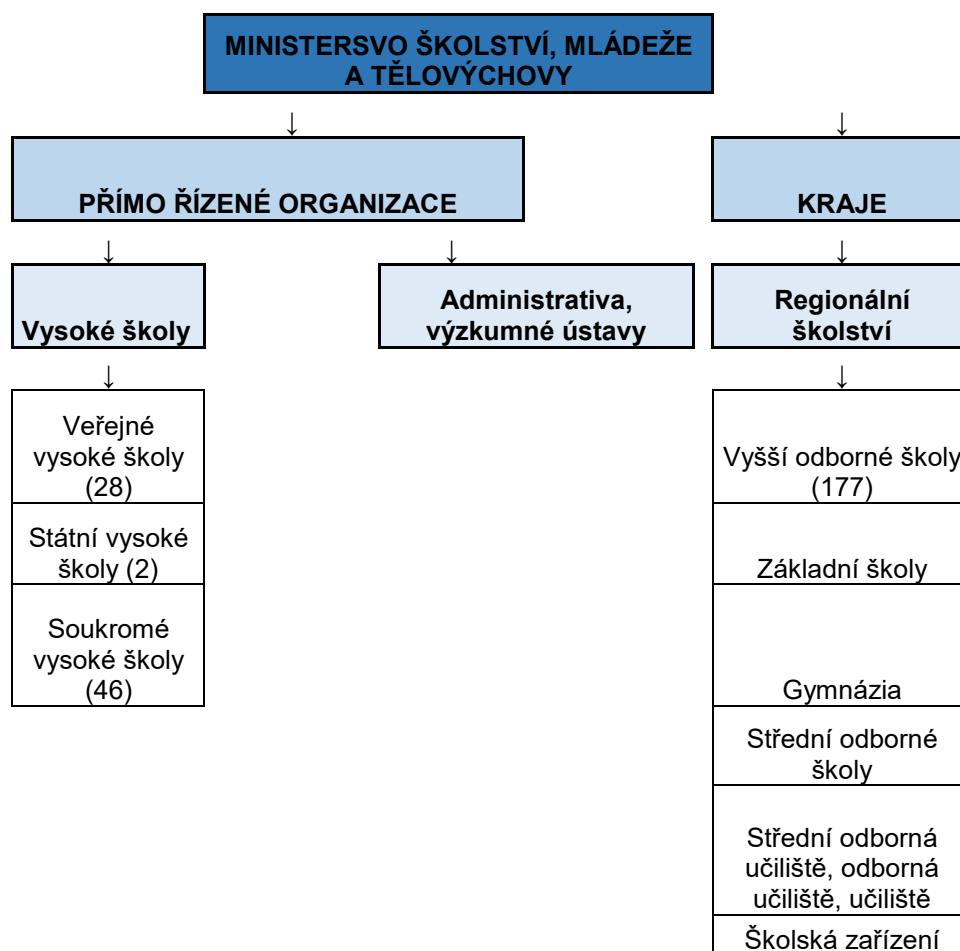 MINISTERSVO ŠKOLSTVÍ, MLÁDEŽE
A TĚLOVÝCHOVY
↓
↓
PŘÍMO ŘÍZENÉ ORGANIZACE
KRAJE
↓
↓
↓
Vysoké školy
Administrativa,
výzkumné ústavy
Regionální
školství
↓
↓
Veřejné
vysoké školy
(28)
Státní vysoké
školy (2)
Soukromé
vysoké školy
(46)
Vyšší odborné školy
(177)
Základní školy
Gymnázia
Střední odborné
školy
Střední odborná
učiliště, odborná
učiliště, učiliště
Školská zařízení